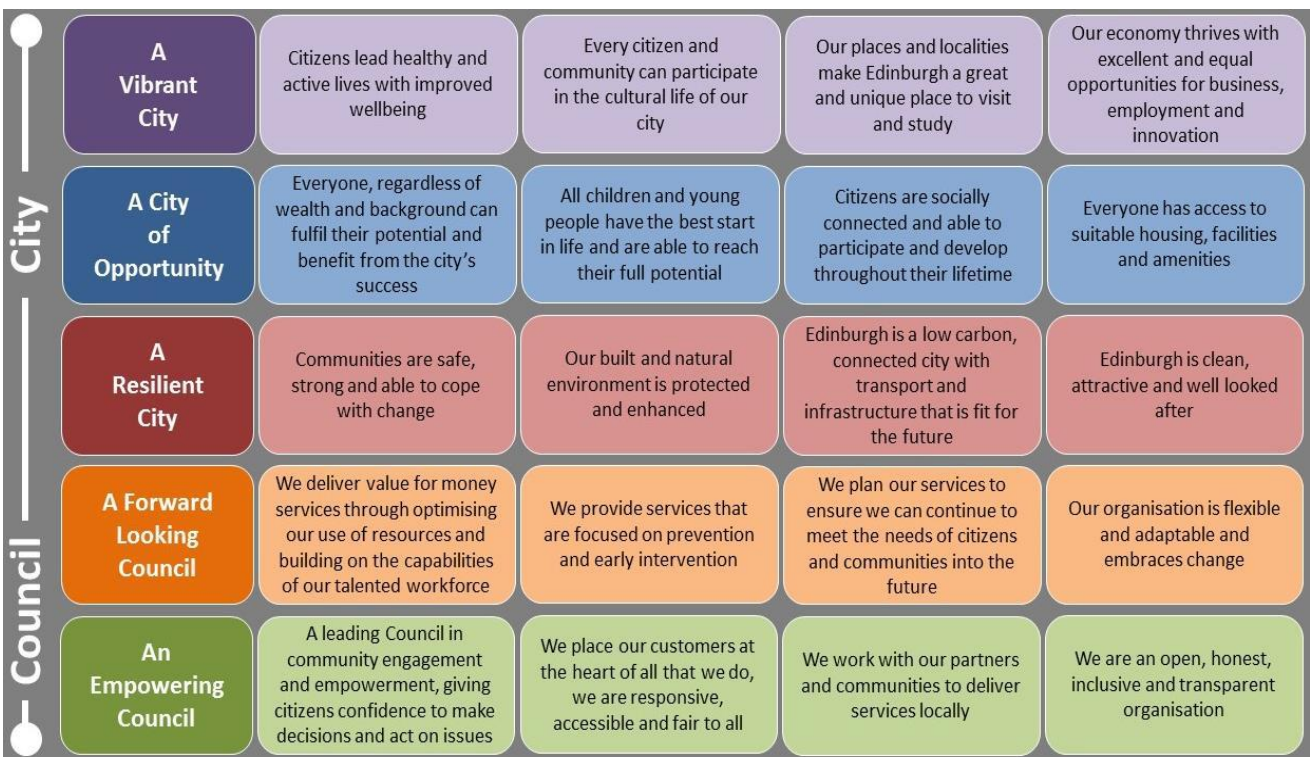 City
Council
A
Vibrant
City
Citizens lead healthy and
active lives with improved
wellbeing
Every citizen and
community can participate
in the cultural life of our
city
Our places and localities
make Edinburgh a great
and unique place to visit
and study
Our economy thrives with
excellent and equal
opportunities for business,
employment and
innovation
A City
of
Opportunity
Everyone, regardless of
wealth and background can
fulfil their potential and
benefit from the city's
success
All children and young
people have the best start
in life and are able to reach
their full potential
Citizens are socially
connected and able to
participate and develop
throughout their lifetime
Everyone has access to
suitable housing, facilities
and amenities
A
Resilient
City
Communities are safe,
strong and able to cope
with change
Our built and natural
environment is protected
and enhanced
Edinburgh is a low carbon,
connected city with
transport and
infrastructure that is fit for
the future
Edinburgh is clean,
attractive and well looked
after
A Forward
Looking
Council
We deliver value for money
services through optimising
our use of resources and
building on the capabilities
of our talented workforce
We provide services that
are focused on prevention
and early intervention
We plan our services to
ensure we can continue to
meet the needs of citizens
and communities into the
future
Our organisation is flexible
and adaptable and
embraces change
An
Empowering
Council
A leading Council in
community engagement
and empowerment, giving
citizens confidence to make
decisions and act on issues
We place our customers at
the heart of all that we do,
we are responsive,
accessible and fair to all
We work with our partners
and communities to deliver
services locally
We are an open, honest,
inclusive and transparent
organisation